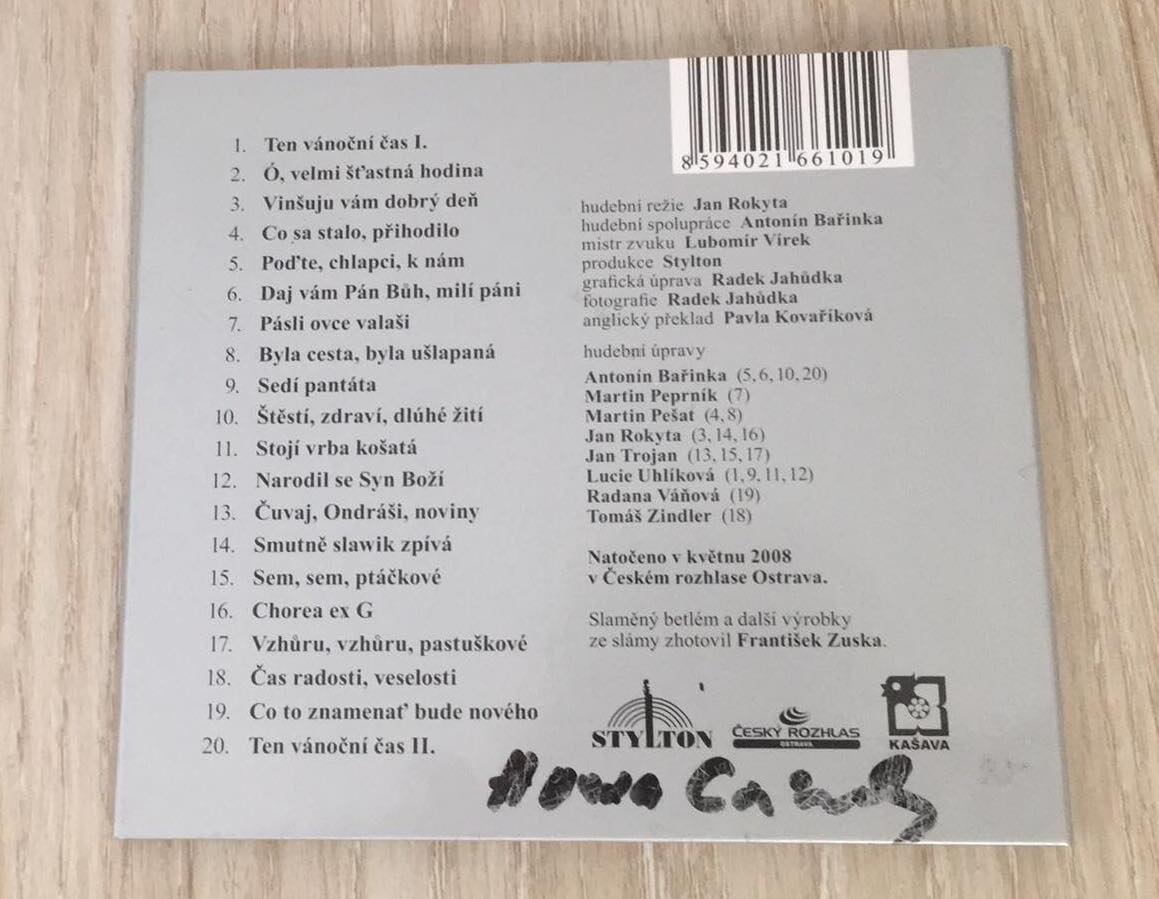 1. Ten vánoční čas I.
2. Ó, velmi šťastná hodina
3. Vinšuju vám dobrý deň
4. Co sa stalo, přihodilo
5. Poďte, chlapci, k nám
6. Daj vám Pán Bůh, milí páni
7. Pásli ovce valaši
8. Byla cesta, byla ušlapaná
9. Sedí pantáta
10. Štěstí, zdraví, dlúhé žití
11. Stojí vrba košatá
12. Narodil se Syn Boží
13. Čuvaj, Ondráši, noviny
14. Smutně slawik zpívá
15. Sem, sem, ptáčkové
16. Chorea ex G
17. Vzhůru, vzhůru, pastuškové
18. Čas radosti, veselosti
19. Co to znamenať bude nového
20. Ten vánoční čas II.
8 594021 661019
hudební režie Jan Rokyta
hudební spolupráce Antonín Bařinka
mistr zvuku Lubomír Vírek
produkce Stylton
grafická úprava Radek Jahůdka
fotografie Radek Jahůdka
anglický překlad Pavla Kovaříková
hudební úpravy
Antonín Bařinka (5, 6, 10, 20)
Martin Peprník (7)
Martin Pešat (4, 8)
Jan Rokyta (3, 14, 16)
Jan Trojan (13, 15, 17)
Lucie Uhlíková (1, 9, 11, 12)
Radana Váňová (19)
Tomáš Zindler (18)
Natočeno v květnu 2008
v Českém rozhlase Ostrava.
Slaměný betlém a další výrobky
ze slámy zhotovil František Zuska.
STYLTON
ČESKÝ ROZHLAS
OSTRAVA
KAŠAVA